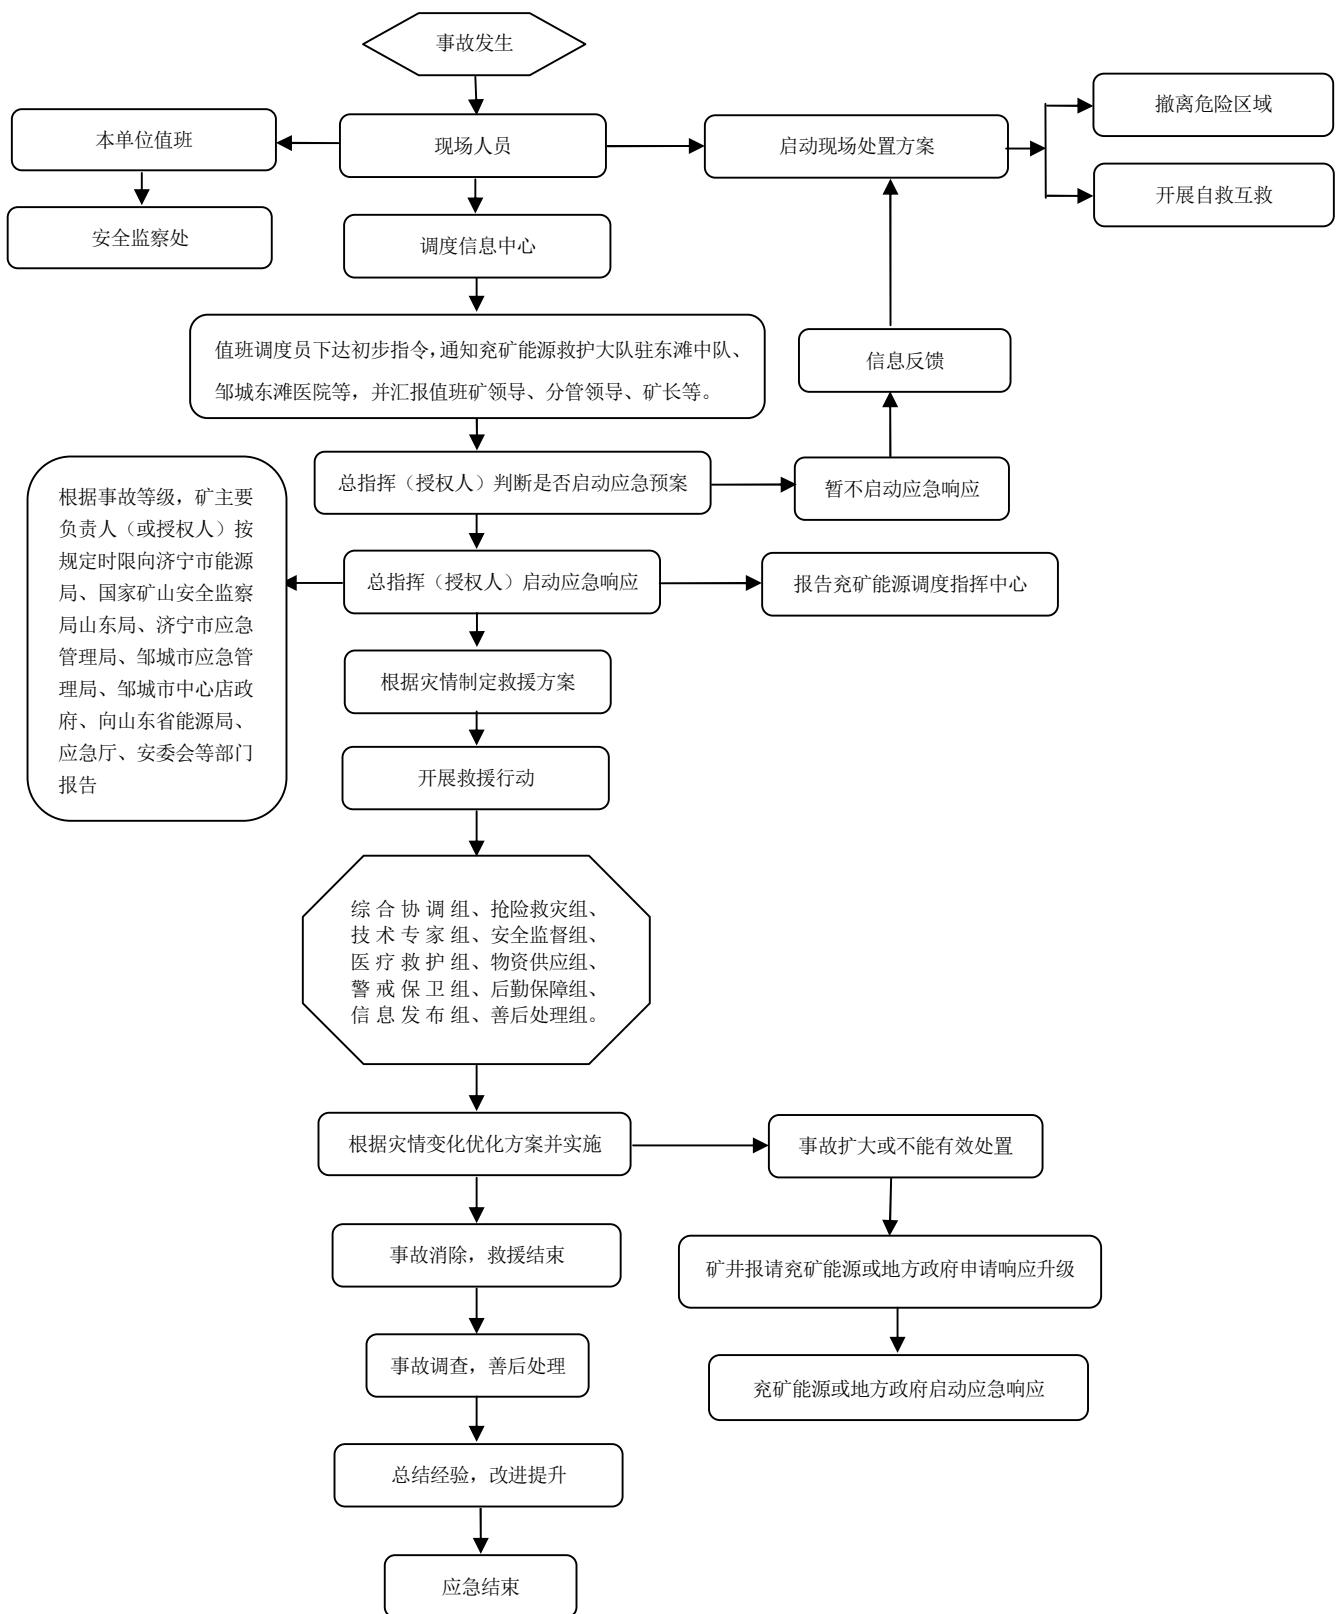 事故发生
撤离危险区域
本单位值班
现场人员
启动现场处置方案
开展自救互救
安全监察处
调度信息中心
值班调度员下达初步指令，通知兖矿能源救护大队驻东滩中队、
邹城东滩医院等，并汇报值班矿领导、分管领导、矿长等。
信息反馈
总指挥（授权人）判断是否启动应急预案
暂不启动应急响应
根据事故等级，矿主要
负责人（或授权人）按
规定时限向济宁市能源
局、国家矿山安全监察
局山东局、济宁市应急
管理局、邹城市应急管
理局、邹城市中心店政
府、向山东省能源局、
应急厅、安委会等部门
报告
总指挥（授权人）启动应急响应
报告兖矿能源调度指挥中心
根据灾情制定救援方案
开展救援行动
综合协调组、抢险救灾组、
技术专家组、安全监督组、
医疗救护组、物资供应组、
警戒保卫组、后勤保障组、
信息发布组、善后处理组。
根据灾情变化优化方案并实施
事故扩大或不能有效处置
事故消除，救援结束
矿井报请兖矿能源或地方政府申请响应升级
事故调查，善后处理
兖矿能源或地方政府启动应急响应
总结经验，改进提升
应急结束